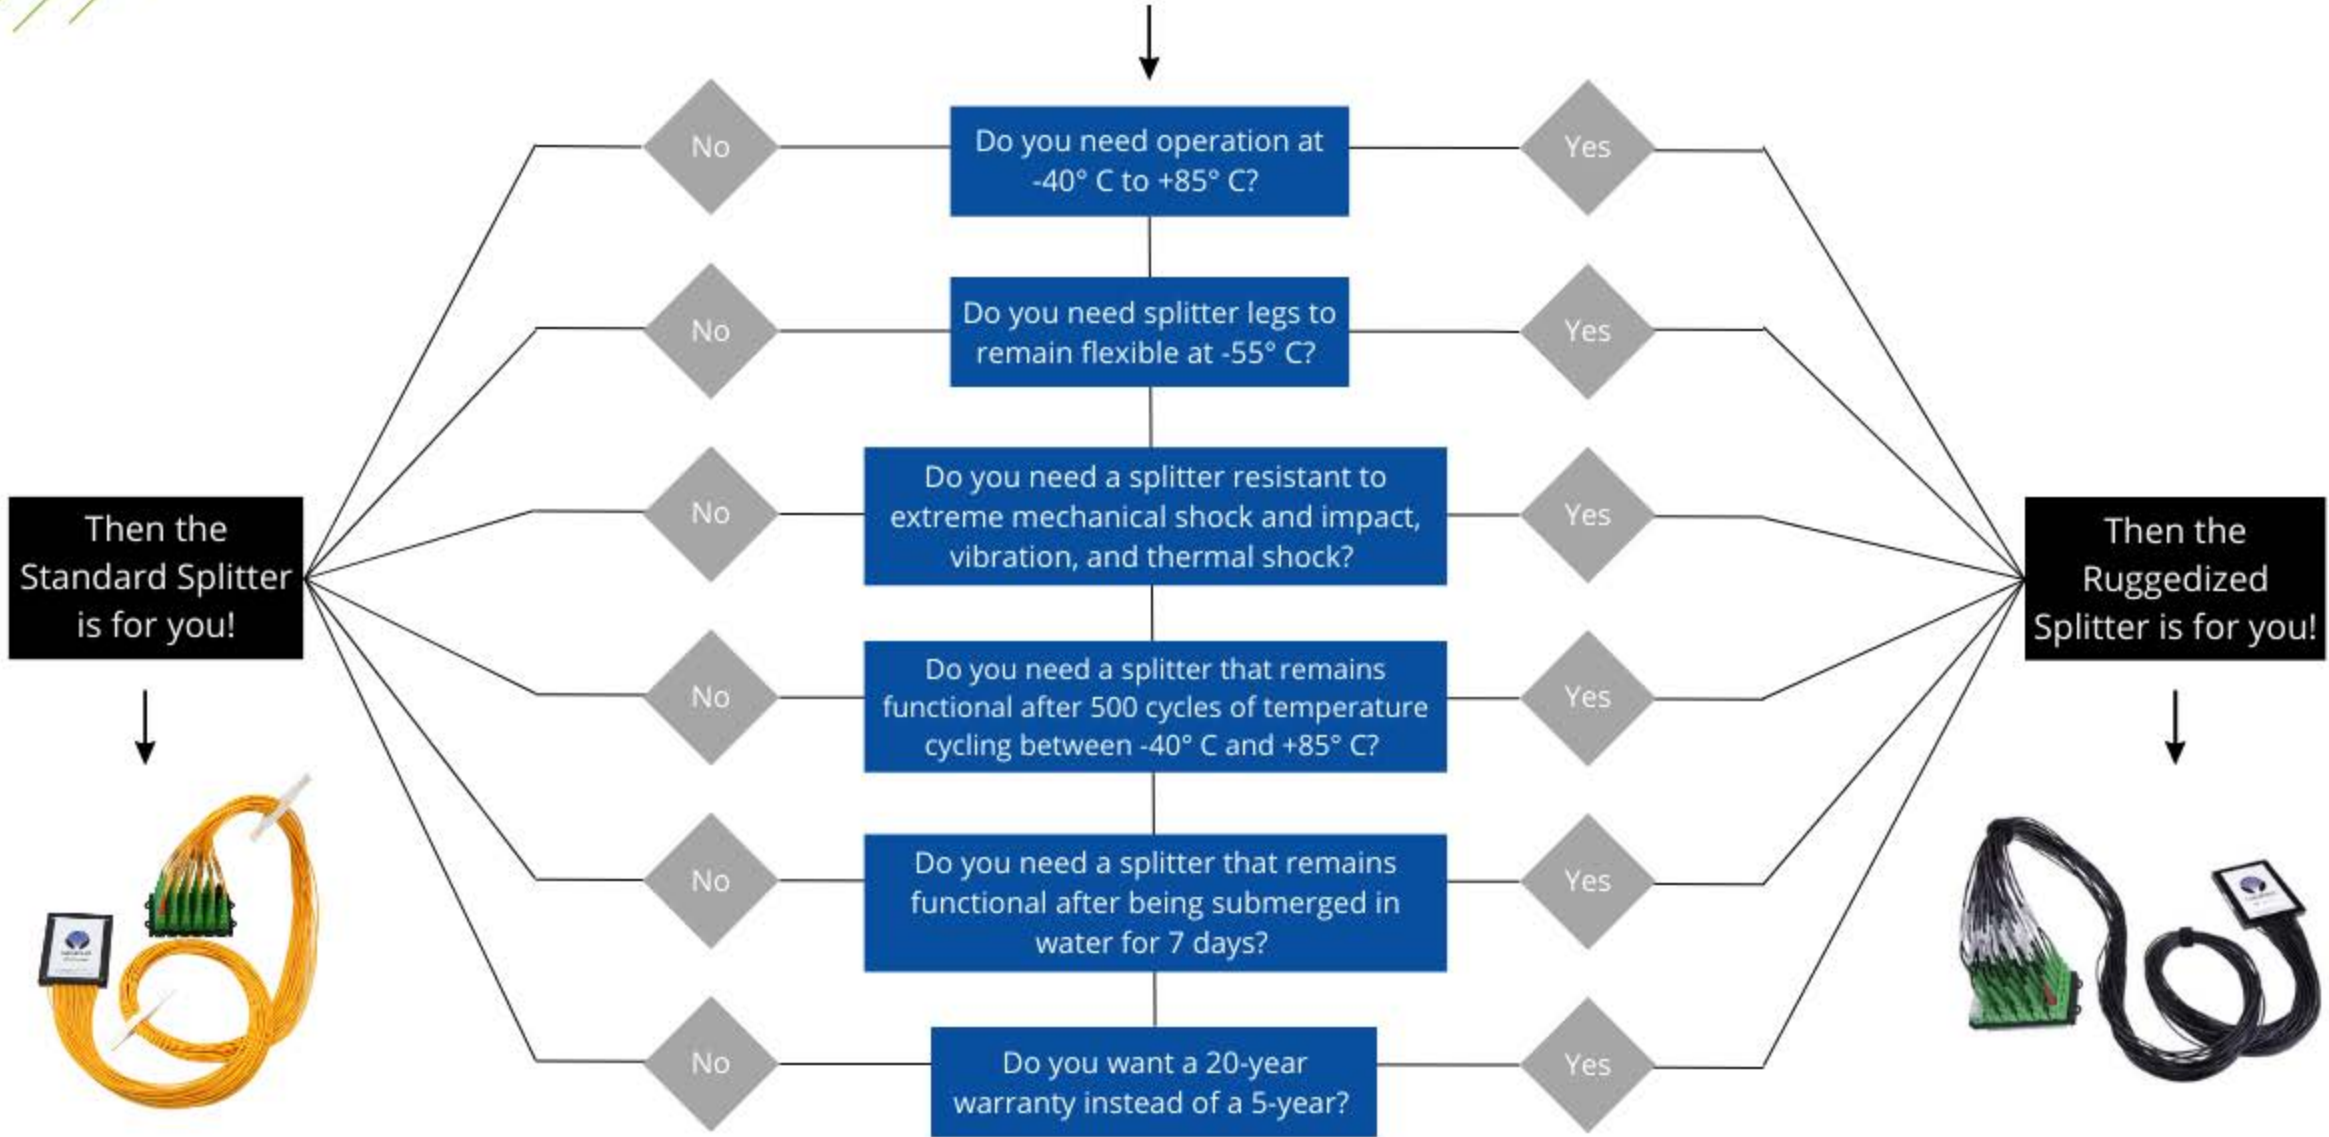 No
Do you need operation at
-40° C to +85° C?
Yes
No
Do you need splitter legs to
remain flexible at -55° C?
Yes
No
Do you need a splitter resistant to
extreme mechanical shock and impact,
vibration, and thermal shock?
Yes
Then the
Standard Splitter
is for you!
Then the
Ruggedized
Splitter is for you!
No
Do you need a splitter that remains
functional after 500 cycles of temperature
cycling between -40° C and +85° C?
Yes
No
Do you need a splitter that remains
functional after being submerged in
water for 7 days?
Yes
No
Do you want a 20-year
warranty instead of a 5-year?
Yes